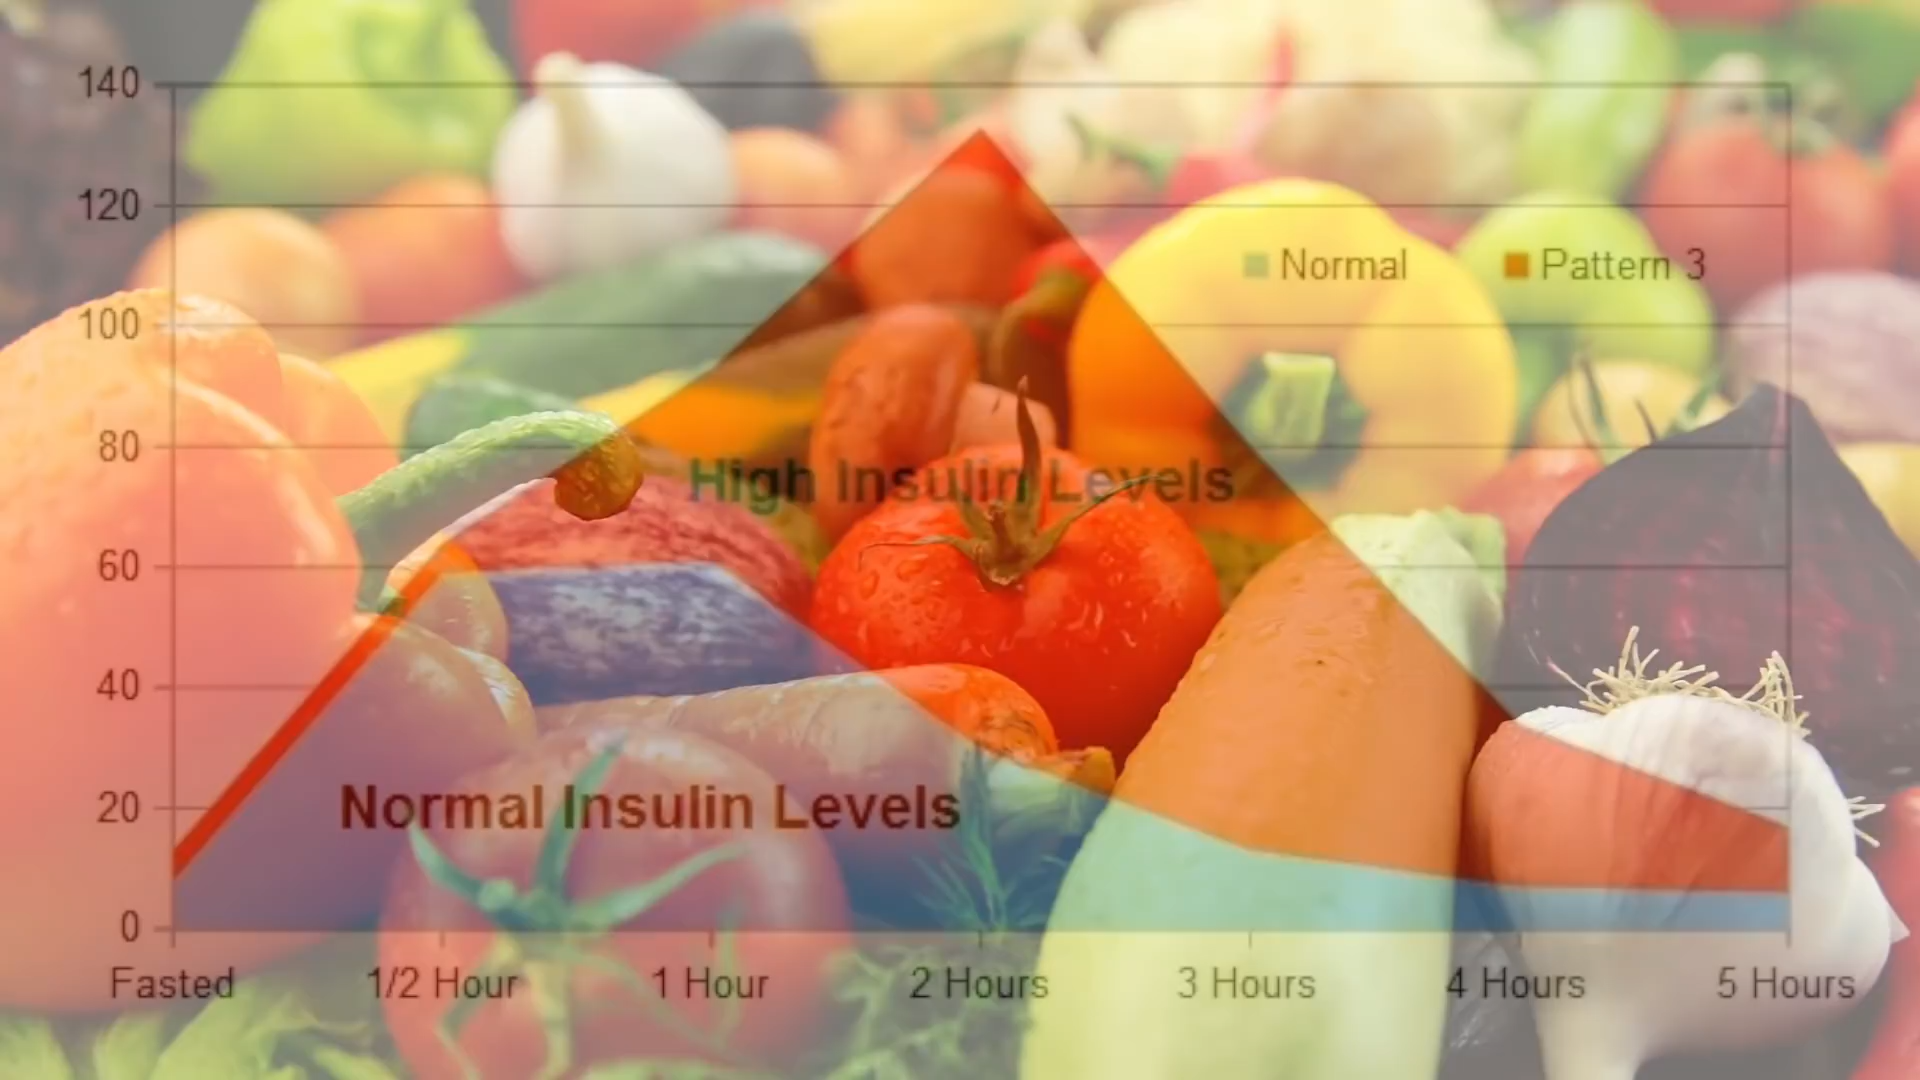 140
120
Normal
Pattern 3
100
80
High Insulin Levels
60
40
Normal Insulin Levels
20
0
Fasted
1/2 Hour
1 Hour
2 Hours
3 Hours
4 Hours
5 Hours